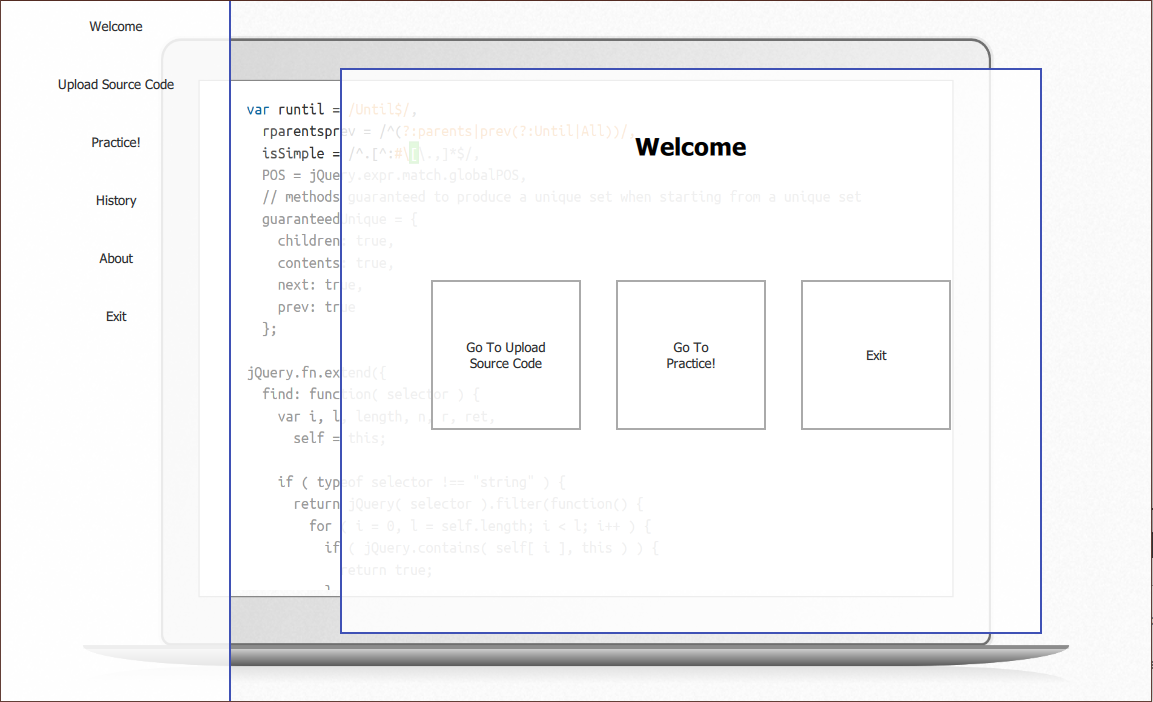 Welcome
Upload Source Code
Practice!
History
About
Exit
var runtil = /Until$/,
rparentsprev = /^(?:parents|prev(?:Until|All))/,
isSimple = /^.[^:#\[\.,]*$/,
POS = jQuery.expr.match.globalPOS,
// methods guaranteed to produce a unique set when starting from a unique set
guaranteedUnique = {
children: true,
contents: true,
next: true,
prev: true
};
jQuery.fn.extend({
find: function( selector ) {
var i, l, length, n, r, ret,
self = this;
if ( typeof selector !== "string" ) {
return jQuery( selector ).filter(function() {
for ( i = 0, l = self.length; i < l; i++ ) {
if ( jQuery.contains( self[ i ], this ) ) {
return true;
}
Welcome
Go To Upload
Source Code
Go To
Practice!
Exit